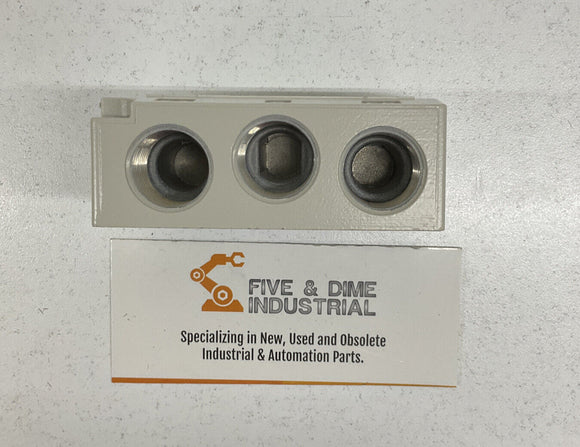 FIVE & DIME
INDUSTRIAL
Specializing in New, Used and Obsolete
Industrial & Automation Parts.